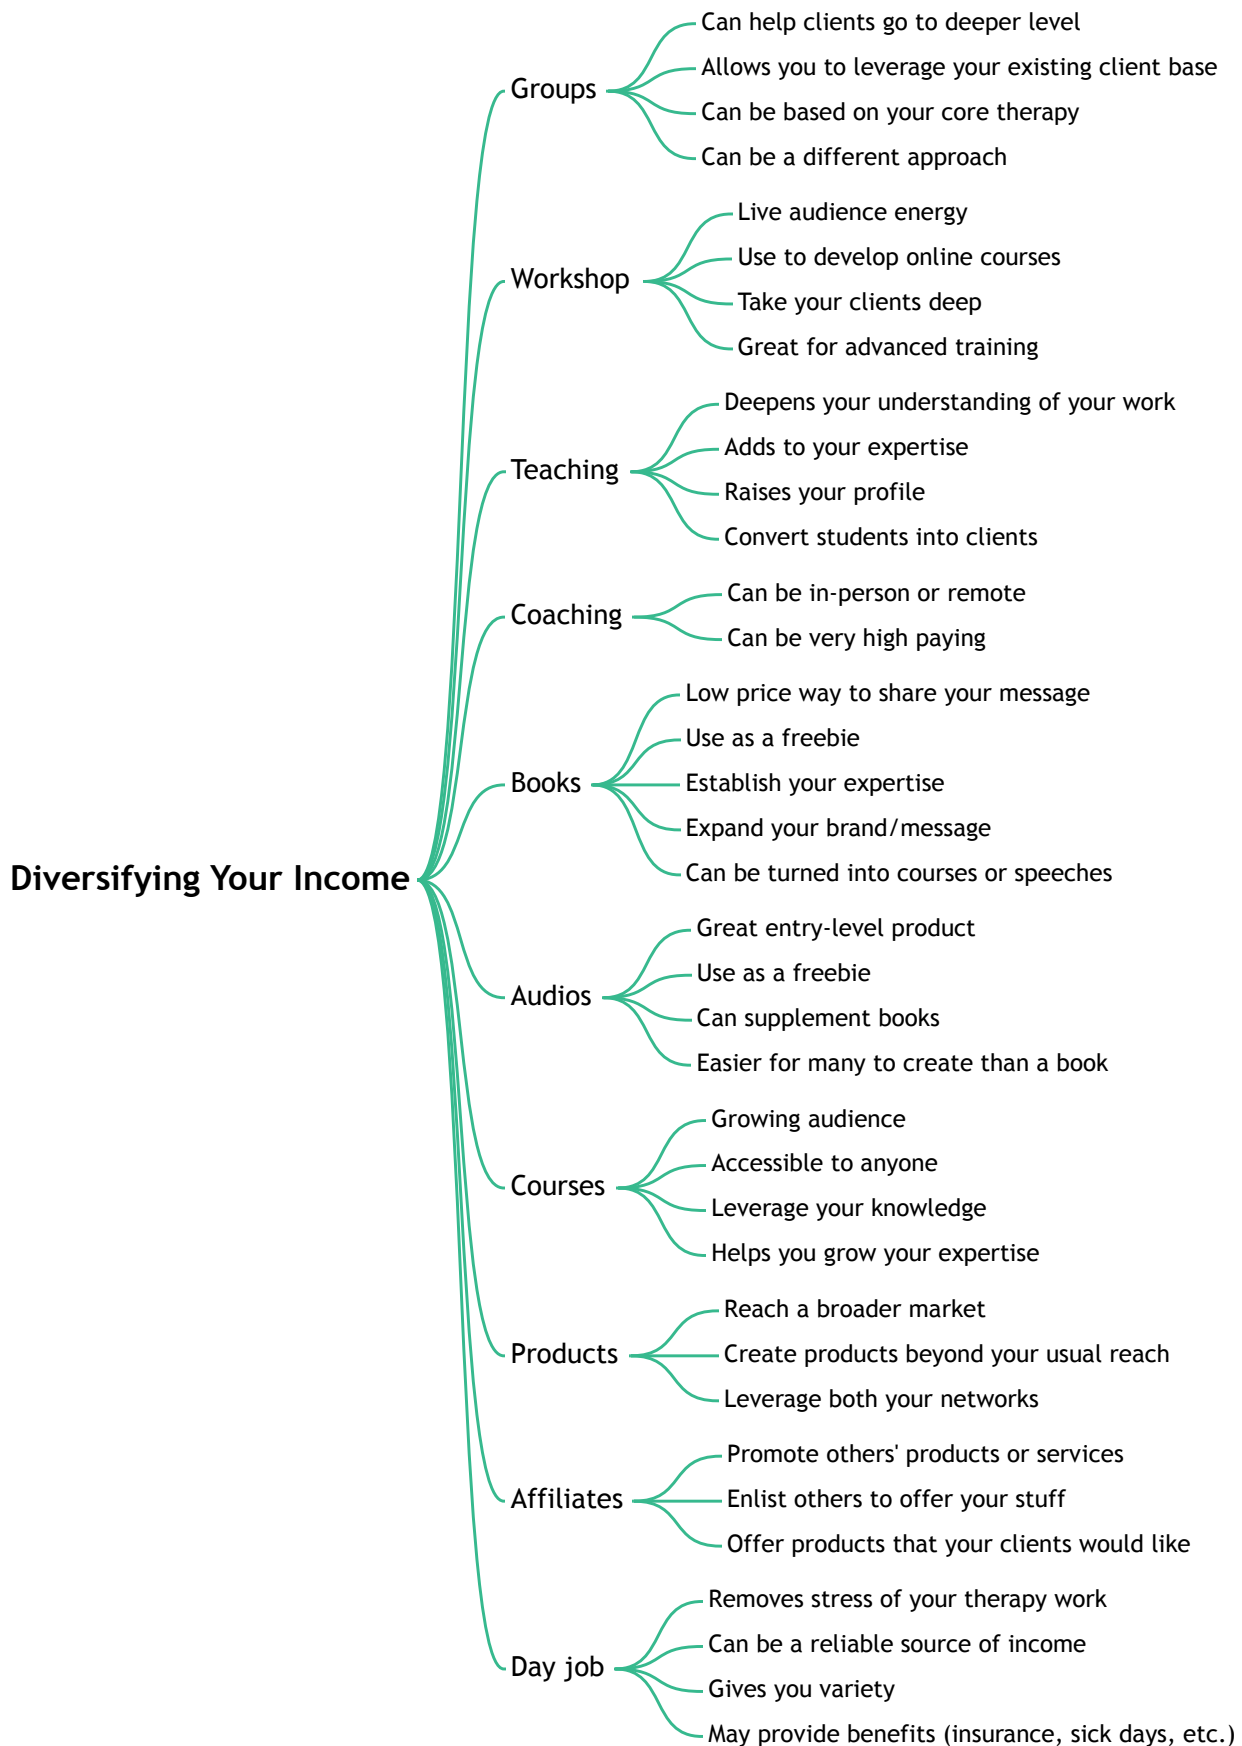 Diversifying Your Income
Groups
Can help clients go to deeper level
Allows you to leverage your existing client base
Can be based on your core therapy
Can be a different approach
Workshop
Live audience energy
Use to develop online courses
Take your clients deep
Great for advanced training
Teaching
Deepens your understanding of your work
Adds to your expertise
Raises your profile
Convert students into clients
Coaching
Can be in-person or remote
Can be very high paying
Books
Low price way to share your message
Use as a freebie
Establish your expertise
Expand your brand/message
Can be turned into courses or speeches
Audios
Great entry-level product
Use as a freebie
Can supplement books
Easier for many to create than a book
Courses
Growing audience
Accessible to anyone
Leverage your knowledge
Helps you grow your expertise
Products
Reach a broader market
Create products beyond your usual reach
Leverage both your networks
Affiliates
Promote others' products or services
Enlist others to offer your stuff
Offer products that your clients would like
Day job
Removes stress of your therapy work
Can be a reliable source of income
Gives you variety
May provide benefits (insurance, sick days, etc.)